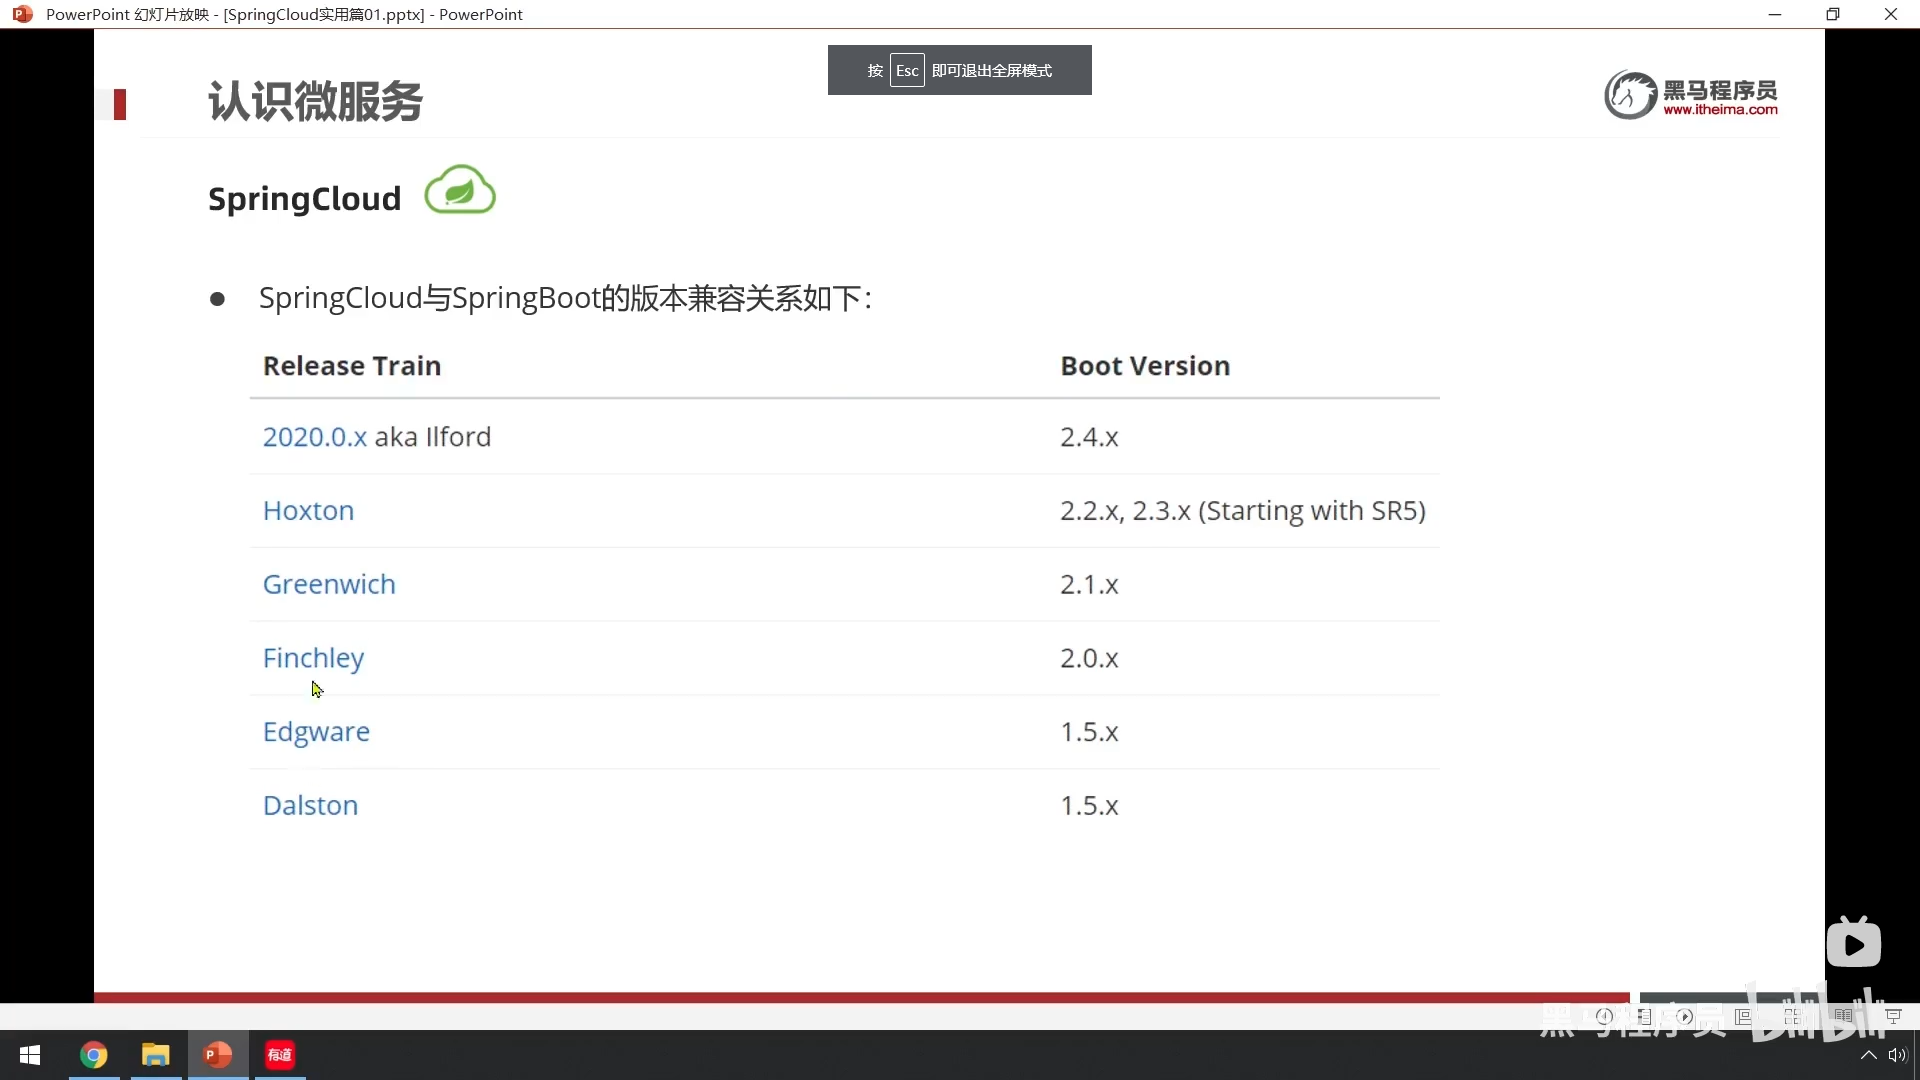 PowerPoint 幻灯片放映 - [SpringCloud实用篇01.pptx] - PowerPoint
按 Esc 即可退出全屏模式
认识微服务
黑马程序员
www.itheima.com
SpringCloud
● SpringCloud与SpringBoot的版本兼容关系如下：
Release Train Boot Version
2020.0.x aka Ilford 2.4.x
Hoxton 2.2.x, 2.3.x (Starting with SR5)
Greenwich 2.1.x
Finchley 2.0.x
Edgware 1.5.x
Dalston 1.5.x
黑马程序员 bilibili
有道